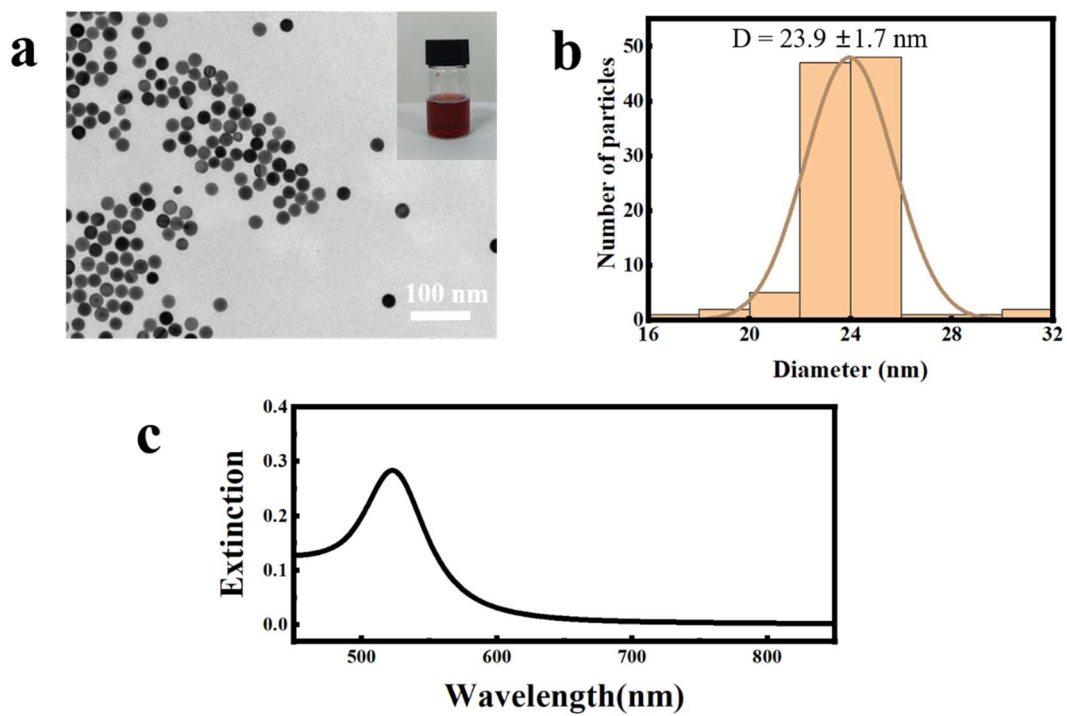 a
100 nm
b
D = 23.9 ±1.7 nm
Number of particles
50
40
30
20
10
0
16 20 24 28 32
Diameter (nm)
c
Extinction
0.4
0.3
0.2
0.1
0.0
500 600 700 800
Wavelength(nm)